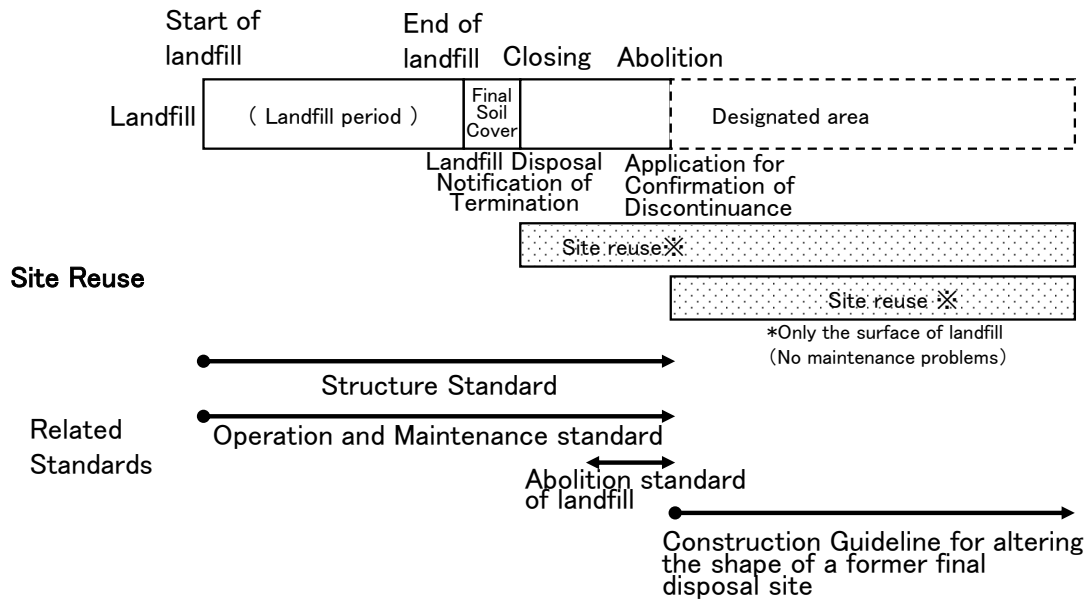 Start of
landfill
End of
landfill
Closing
Abolition
Landfill
( Landfill period )
Final
Soil
Cover
Designated area
Landfill Disposal
Notification of
Termination
Application for
Confirmation of
Discontinuance
Site reuse※
Site Reuse
Site reuse ※
*Only the surface of landfill
(No maintenance problems)
Structure Standard
Related
Standards
Operation and Maintenance standard
Abolition standard
of landfill
Construction Guideline for altering
the shape of a former final
disposal site